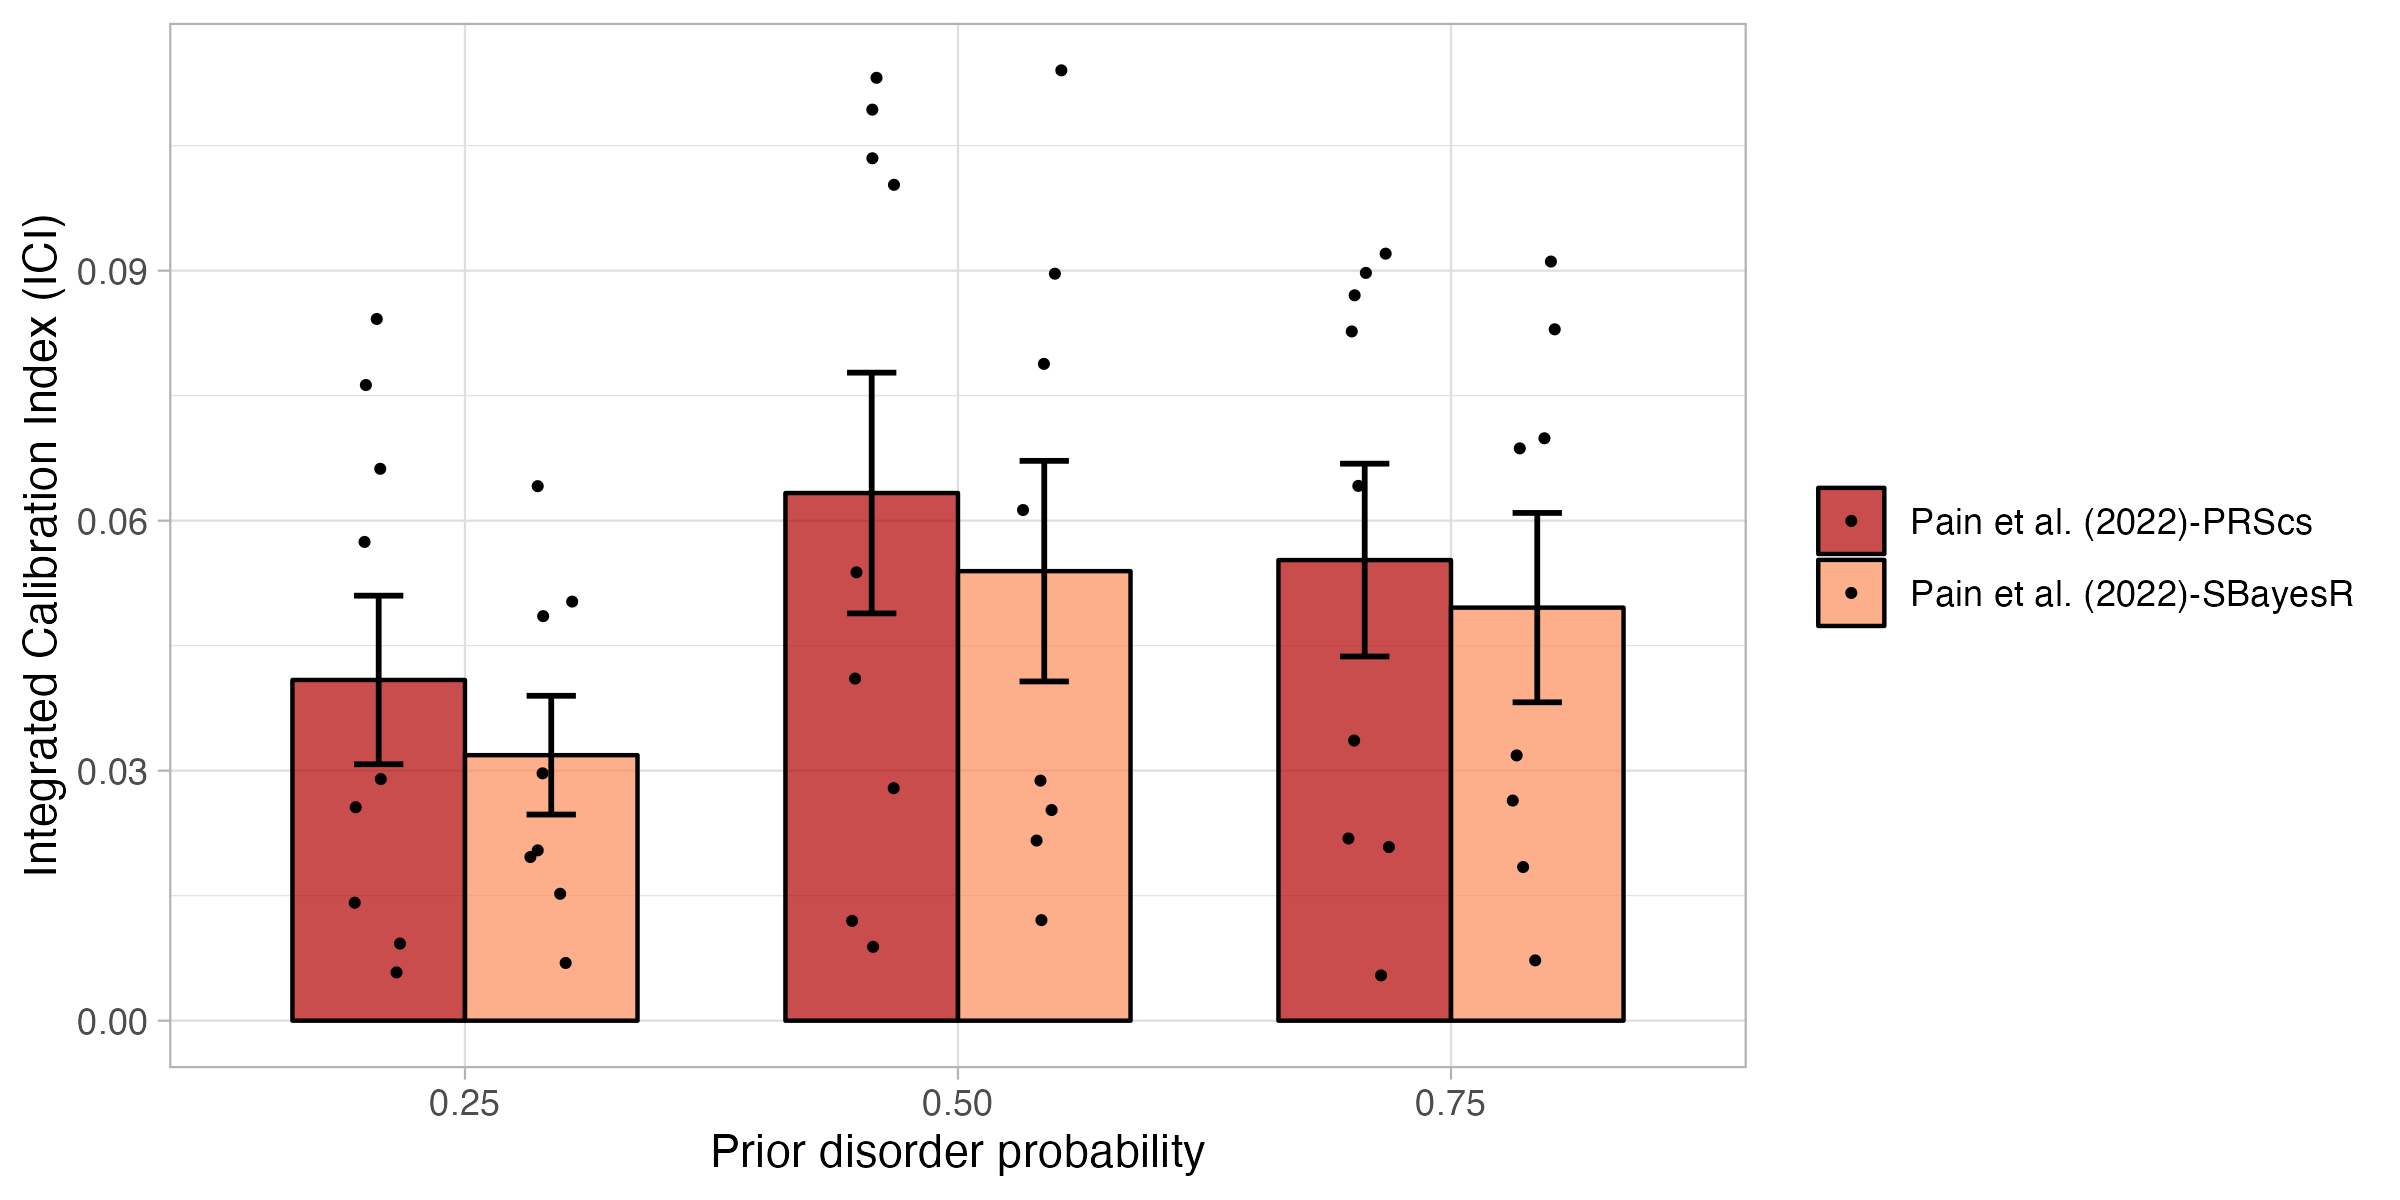 Integrated Calibration Index (ICI)
0.09
0.06
0.03
0.00
0.25 0.50 0.75
Prior disorder probability
Pain et al. (2022)-PRScs
Pain et al. (2022)-SBayesR